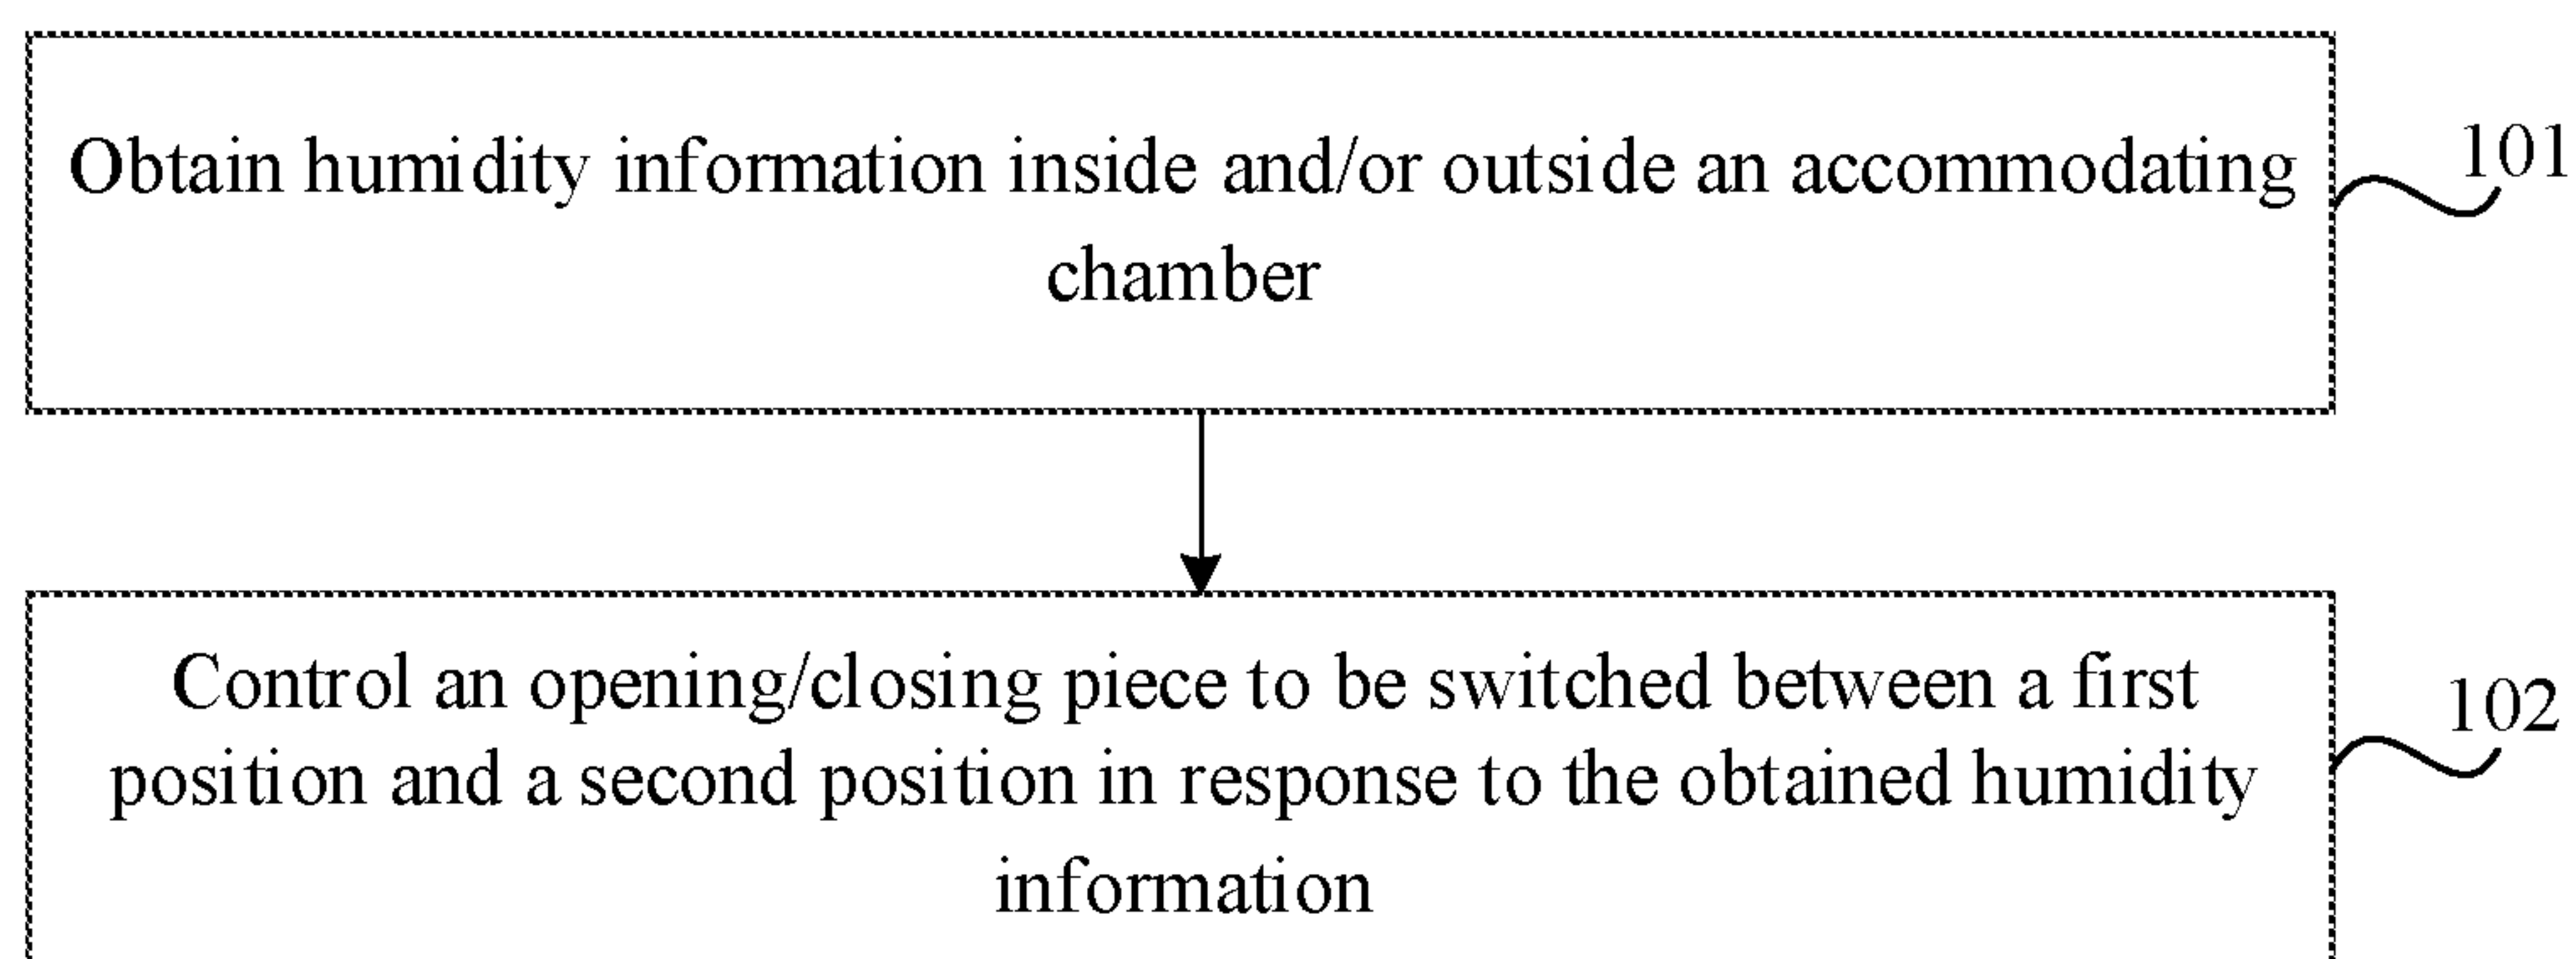 Obtain humidity information inside and/or outside an accommodating
chamber
101
Control an opening/closing piece to be switched between a first
position and a second position in response to the obtained humidity
information
102